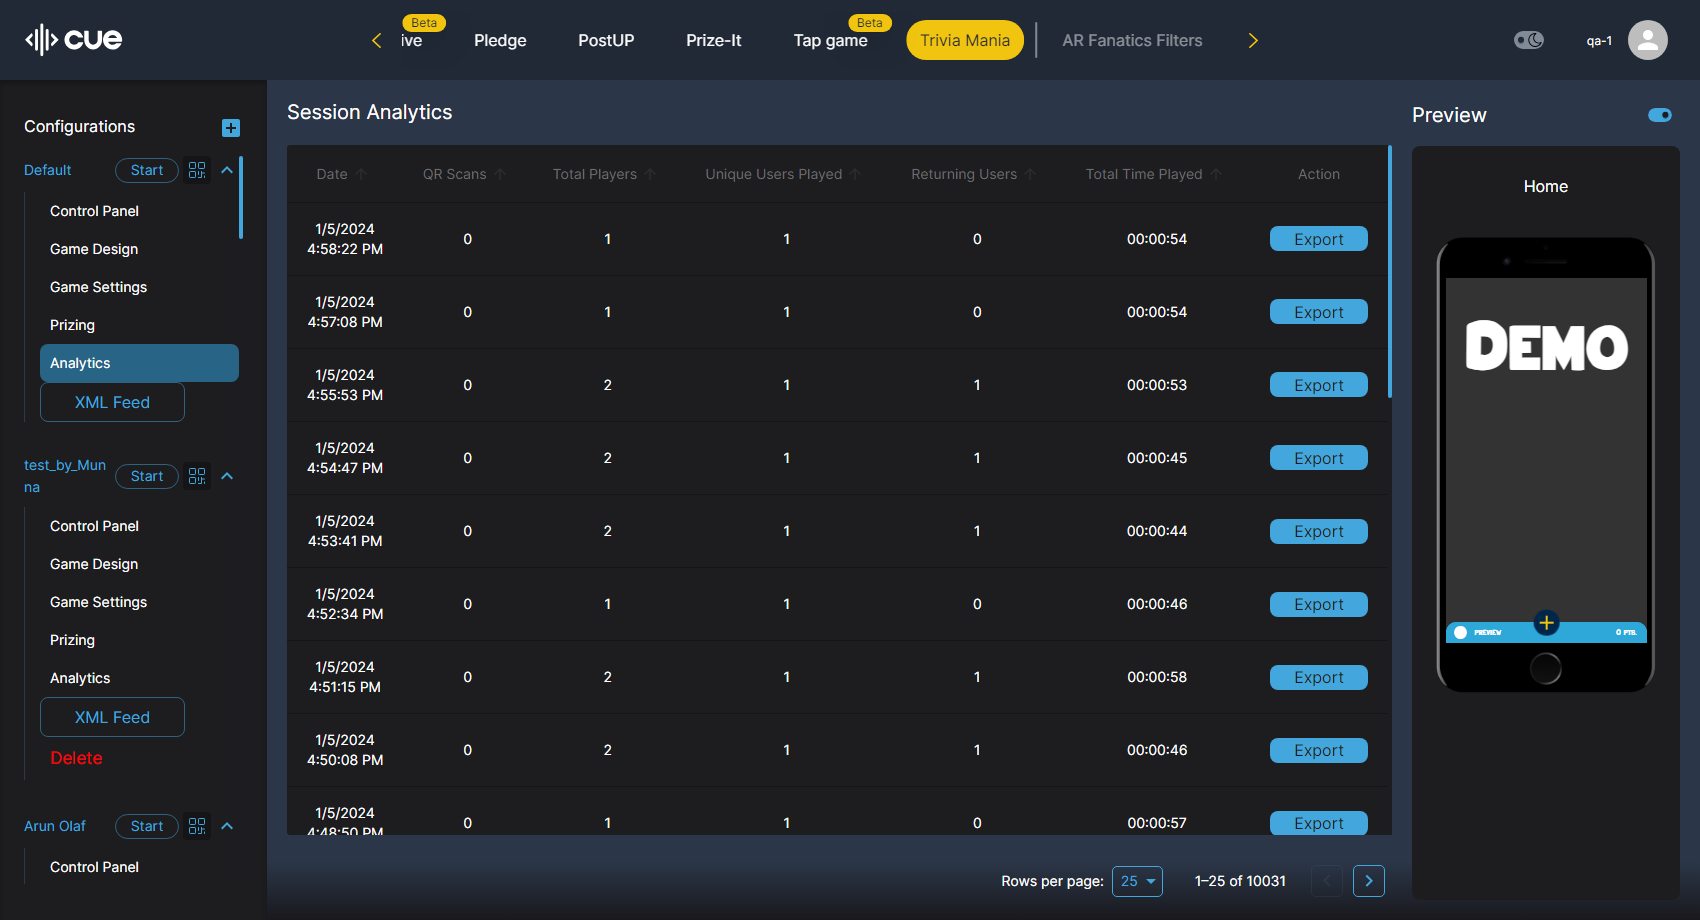 cue
Beta
ive
Pledge
PostUP
Prize-It
Beta
Tap game
Trivia Mania
AR Fanatics Filters
qa-1
Configurations
Default
Start
Control Panel
Game Design
Game Settings
Prizing
Analytics
XML Feed
test_by_Mun
na
Start
Control Panel
Game Design
Game Settings
Prizing
Analytics
XML Feed
Delete
Arun Olaf
Start
Control Panel
Session Analytics
Date QR Scans Total Players Unique Users Played Returning Users Total Time Played Action
1/5/2024
4:58:22 PM 0 1 1 0 00:00:54 Export
1/5/2024
4:57:08 PM 0 1 1 0 00:00:54 Export
1/5/2024
4:55:53 PM 0 2 1 1 00:00:53 Export
1/5/2024
4:54:47 PM 0 2 1 1 00:00:45 Export
1/5/2024
4:53:41 PM 0 2 1 1 00:00:44 Export
1/5/2024
4:52:34 PM 0 1 1 0 00:00:46 Export
1/5/2024
4:51:15 PM 0 2 1 1 00:00:58 Export
1/5/2024
4:50:08 PM 0 2 1 1 00:00:46 Export
1/5/2024
4:48:50 PM 0 1 1 0 00:00:57 Export
Rows per page: 25 1–25 of 10031
Preview
Home
DEMO
PREVIEW
0 PTS.